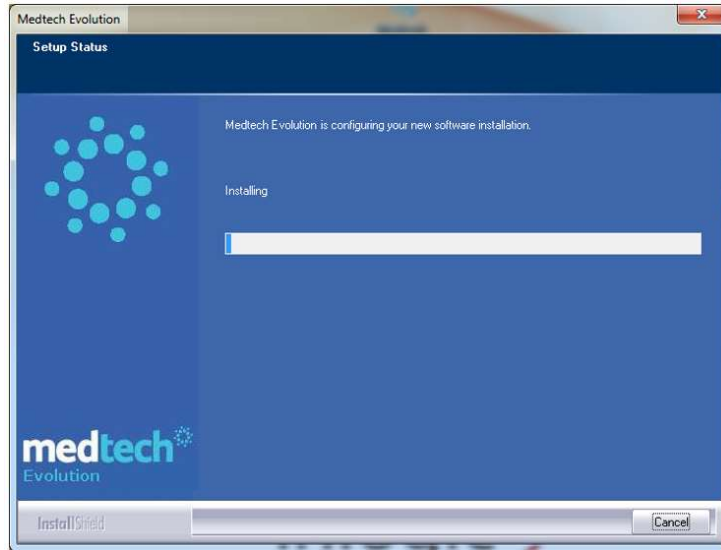 Medtech Evolution
Setup Status
Medtech Evolution is configuring your new software installation.
Installing
medtech
Evolution
InstallShield
Cancel